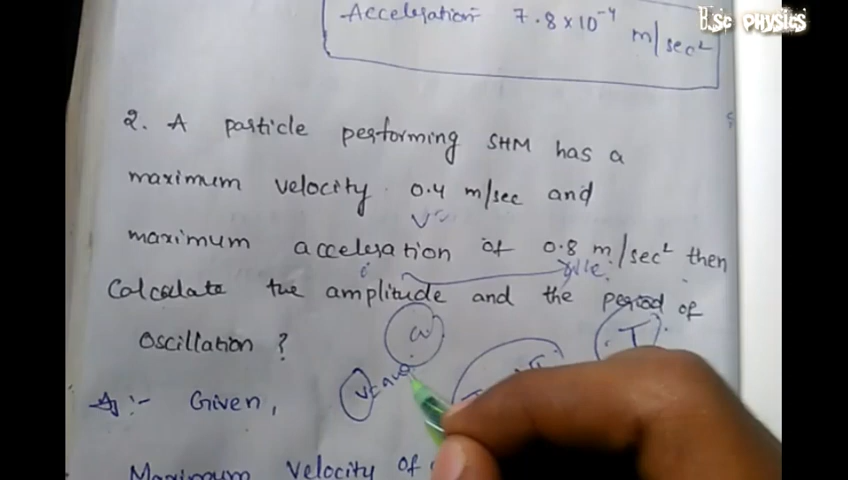 B.Sc PHYSICS
Acceleration - 7.8 x 10⁻⁴ m/sec²
2. A particle performing SHM has a
maximum velocity 0.4 m/sec and
maximum acceleration of 0.8 m/sec² then
Calculate the amplitude and the period of
oscillation ?
a
T
A :- Given,
Maximum Velocity of